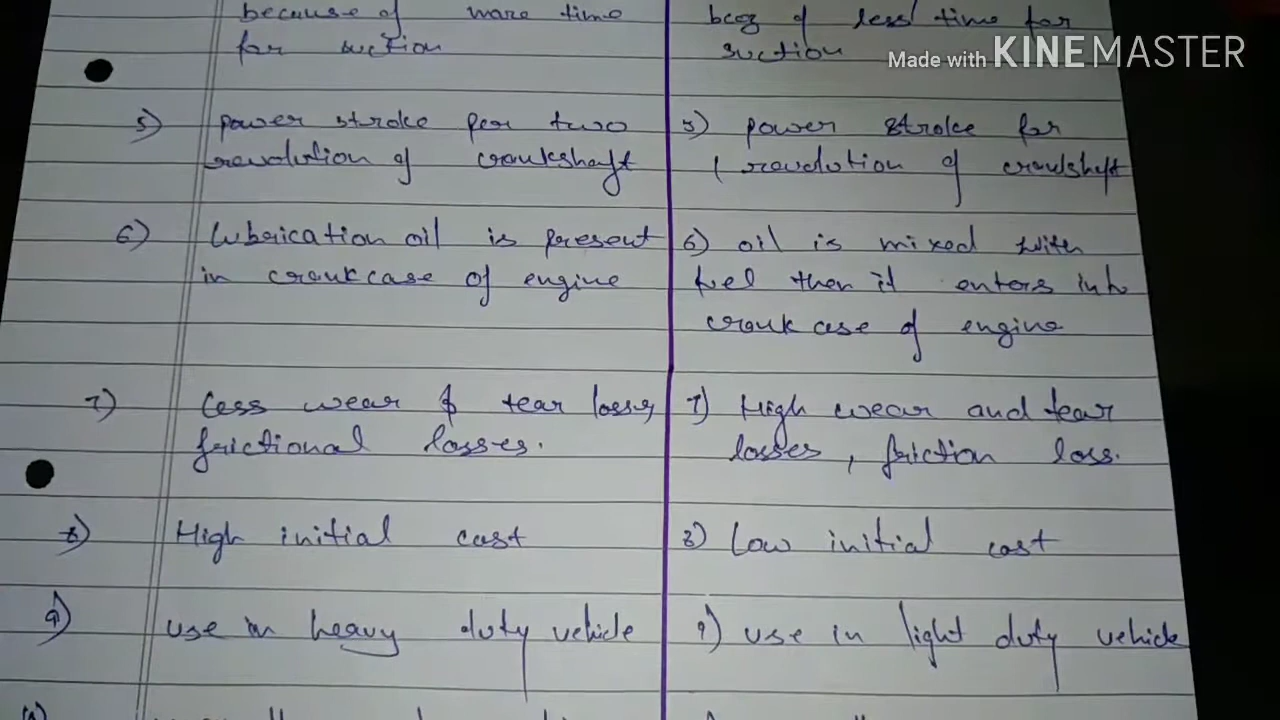 because of more time
for suction
5) power stroke per two
revolution of crankshaft
6) lubrication oil is present
in crankcase of engine
7) Less wear & tear losses,
frictional losses.
8) High initial cost
9) use in heavy duty vehicle
bcoz of less time for
suction
5) power stroke for
1 revolution of crankshaft
6) oil is mixed with
fuel then it enters into
crank case of engine
7) High wear and tear
losses, friction loss.
8) Low initial cost
9) use in light duty vehicle
Made with KINEMASTER